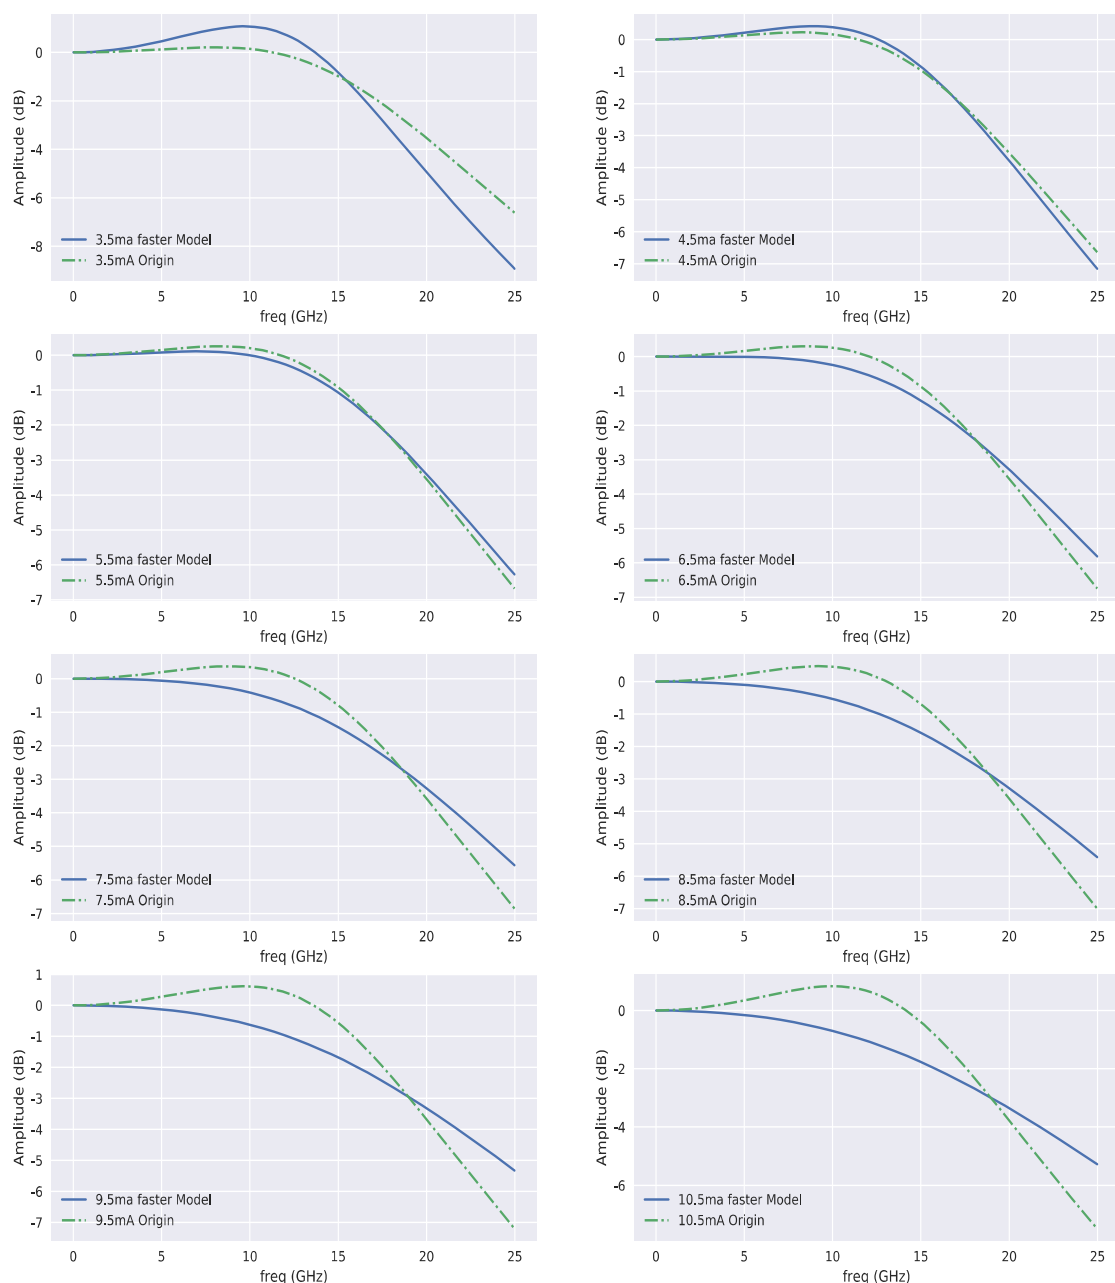 0
-2
-4
-6
-8
Amplitude (dB)
3.5ma faster Model
3.5mA Origin
0 5 10 15 20 25
freq (GHz)
1
0
-1
-2
-3
-4
-5
-6
-7
Amplitude (dB)
4.5ma faster Model
4.5mA Origin
0 5 10 15 20 25
freq (GHz)
0
-1
-2
-3
-4
-5
-6
-7
Amplitude (dB)
5.5ma faster Model
5.5mA Origin
0 5 10 15 20 25
freq (GHz)
0
-1
-2
-3
-4
-5
-6
-7
Amplitude (dB)
6.5ma faster Model
6.5mA Origin
0 5 10 15 20 25
freq (GHz)
0
-1
-2
-3
-4
-5
-6
-7
Amplitude (dB)
7.5ma faster Model
7.5mA Origin
0 5 10 15 20 25
freq (GHz)
0
-1
-2
-3
-4
-5
-6
-7
Amplitude (dB)
8.5ma faster Model
8.5mA Origin
0 5 10 15 20 25
freq (GHz)
1
0
-1
-2
-3
-4
-5
-6
-7
Amplitude (dB)
9.5ma faster Model
9.5mA Origin
0 5 10 15 20 25
freq (GHz)
0
-2
-4
-6
Amplitude (dB)
10.5ma faster Model
10.5mA Origin
0 5 10 15 20 25
freq (GHz)